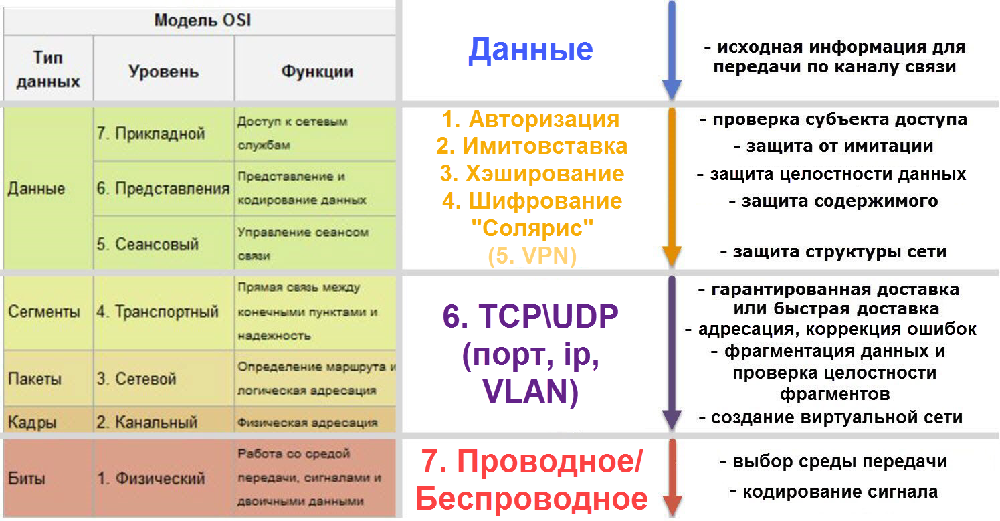 Модель OSI
Тип
данных
Уровень
Функции
Данные
7. Прикладной
Доступ к сетевым
службам
6. Представления
Представление и
кодирование данных
5. Сеансовый
Управление сеансом
связи
Сегменты
4. Транспортный
Прямая связь между
конечными пунктами и
надежность
Пакеты
3. Сетевой
Определение маршрута и
логическая адресация
Кадры
2. Канальный
Физическая адресация
Биты
1. Физический
Работа со средой
передачи, сигналами и
двоичными данными
Данные
- исходная информация для
передачи по каналу связи
1. Авторизация
- проверка субъекта доступа
2. Имитовставка
- защита от имитации
3. Хэширование
- защита целостности данных
4. Шифрование
"Солярис"
- защита содержимого
(5. VPN)
- защита структуры сети
6. TCP\UDP
(порт, ip,
VLAN)
- гарантированная доставка
или быстрая доставка
- адресация, коррекция ошибок
- фрагментация данных и
проверка целостности
фрагментов
- создание виртуальной сети
7. Проводное/
Беспроводное
- выбор среды передачи
- кодирование сигнала